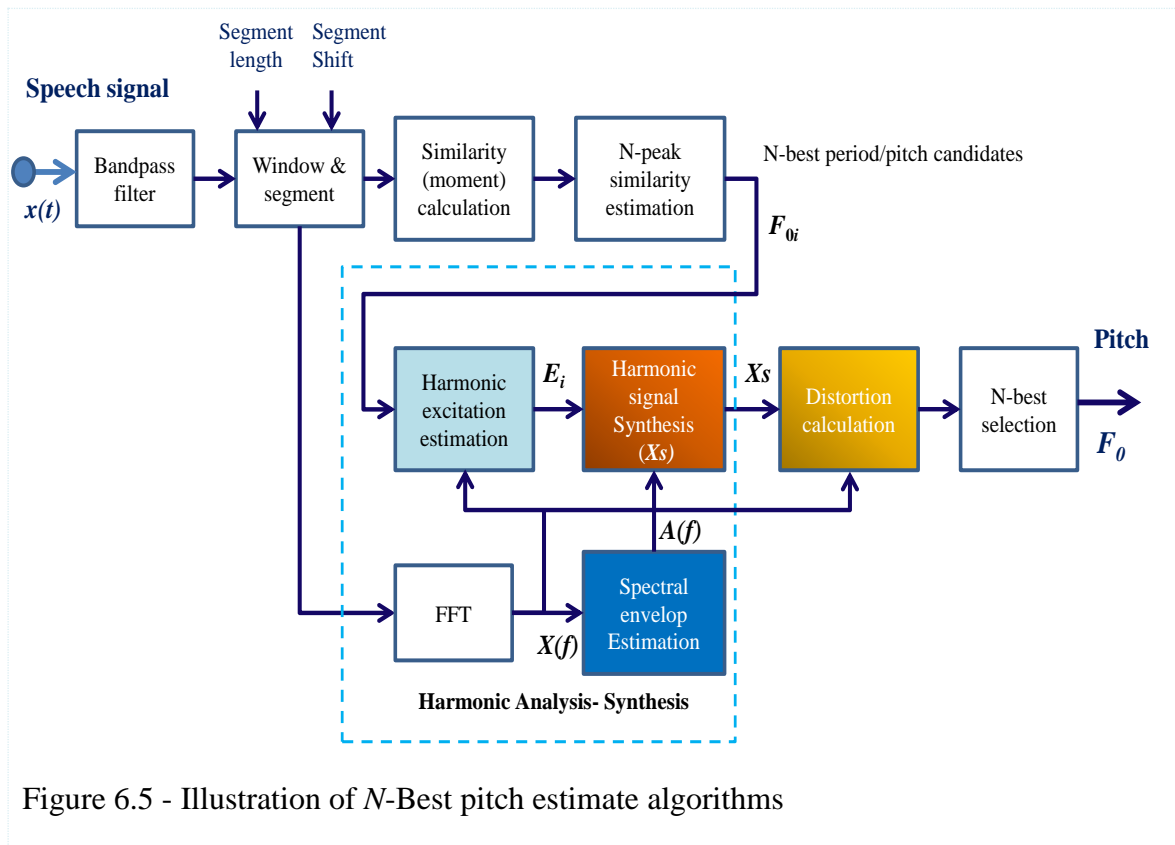 Segment
length
Segment
Shift
Speech signal
x(t)
Bandpass
filter
Window &
segment
Similarity
(moment)
calculation
N-peak
similarity
estimation
N-best period/pitch candidates
F0i
Harmonic
excitation
estimation
Ei
Harmonic
signal
Synthesis
(Xs)
Xs
Distortion
calculation
N-best
selection
Pitch
F0
A(f)
FFT
X(f)
Spectral
envelop
Estimation
Harmonic Analysis- Synthesis
Figure 6.5 - Illustration of N-Best pitch estimate algorithms